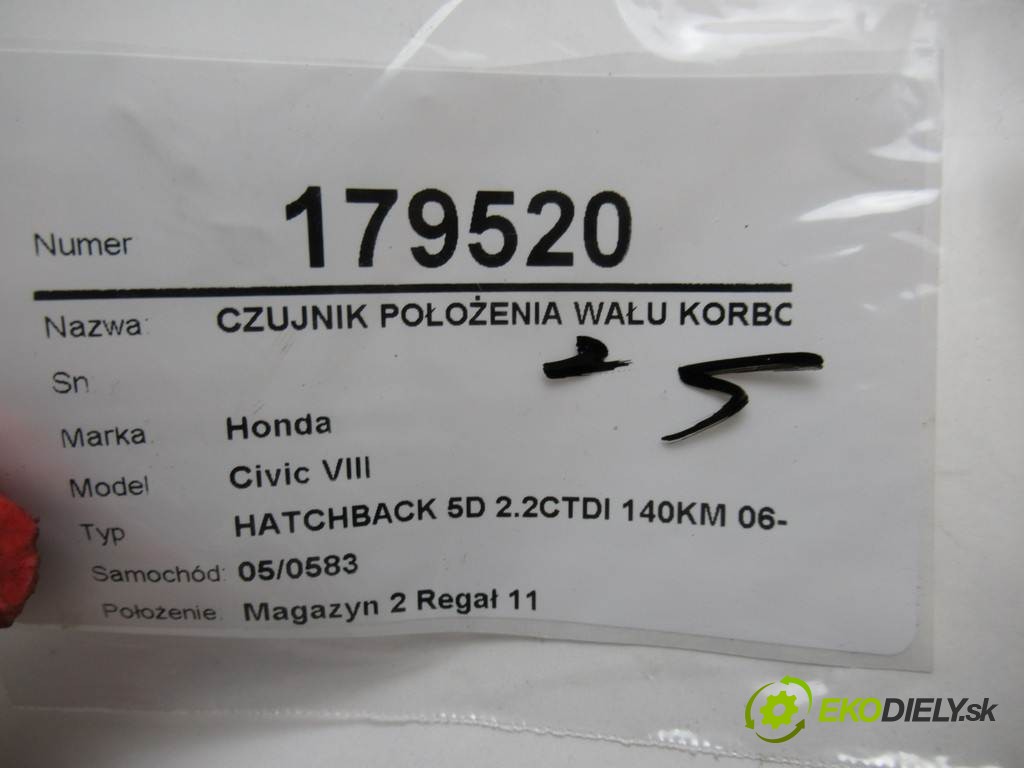 Numer 179520
Nazwa: CZUJNIK POŁOŻENIA WAŁU KORBC
Sn
Marka: Honda
Model Civic VIII
Typ HATCHBACK 5D 2.2CTDI 140KM 06-
Samochód: 05/0583
Położenie: Magazyn 2 Regał 11
EKODIELY.sk